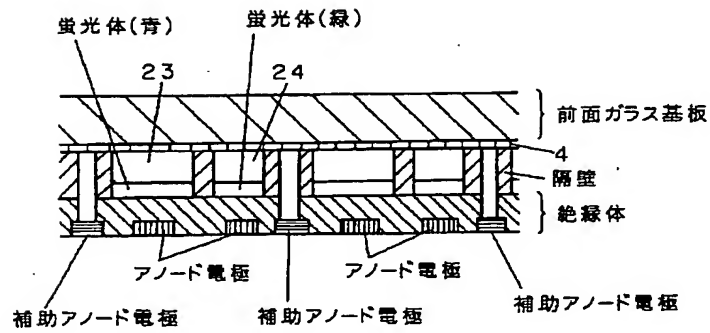 蛍光体(青)
蛍光体(緑)
23
24
前面ガラス基板
4
隔壁
絶縁体
アノード電極
アノード電極
補助アノード電極
補助アノード電極
補助アノード電極